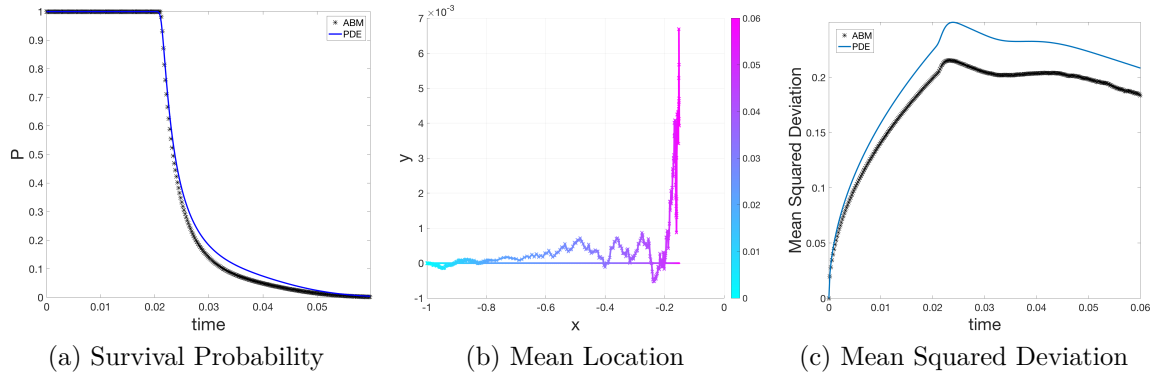 1
0.9
0.8
0.7
0.6
0.5
0.4
0.3
0.2
0.1
0
P
ABM
PDE
0 0.01 0.02 0.03 0.04 0.05
time
(a) Survival Probability
7 ×10-3
6
5
4
3
2
1
0
-1
y
-1 -0.8 -0.6 -0.4 -0.2 0
x
0.06
0.05
0.04
0.03
0.02
0.01
0
(b) Mean Location
0.2
0.15
0.1
0.05
0
Mean Squared Deviation
ABM
PDE
0 0.01 0.02 0.03 0.04 0.05 0.06
time
(c) Mean Squared Deviation